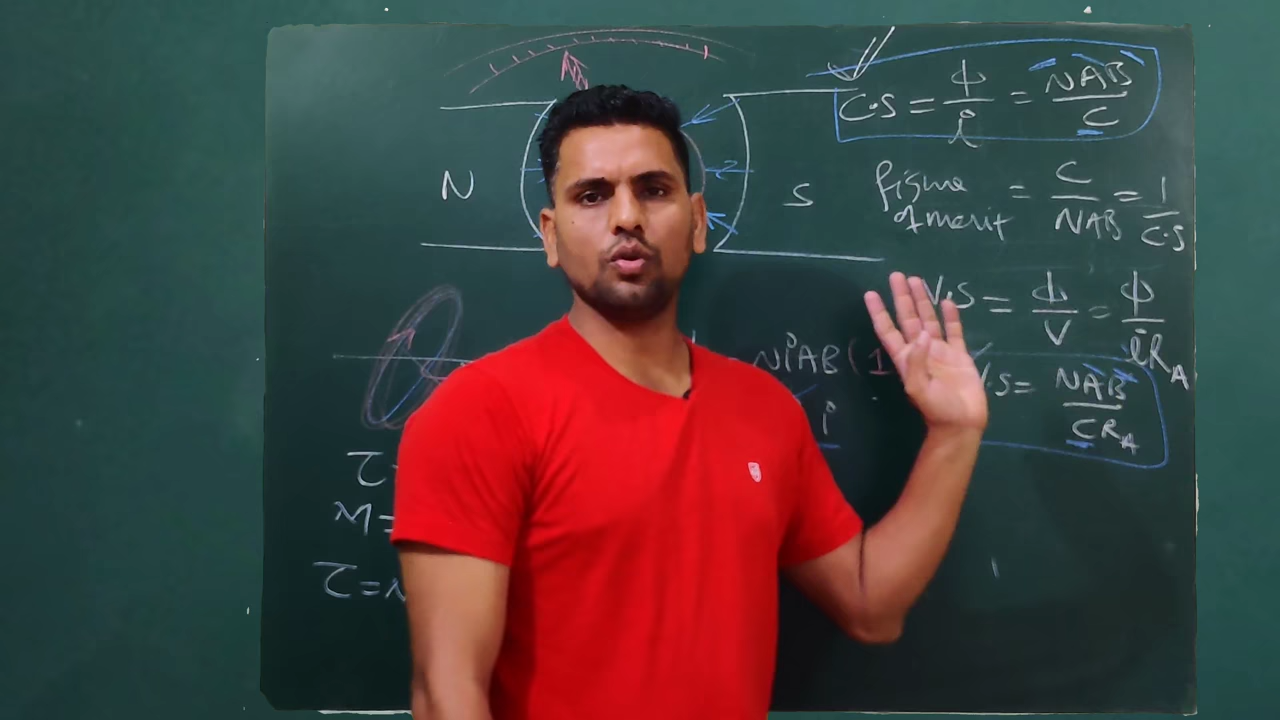 C.S = ϕ/i = NAB/C
N
S
figure of merit = C/NAB = 1/C.S
V.S = ϕ/V = ϕ/iR_A
NiAB(1
V.S = NAB/CR_A
i
τ=
M=
τ=N